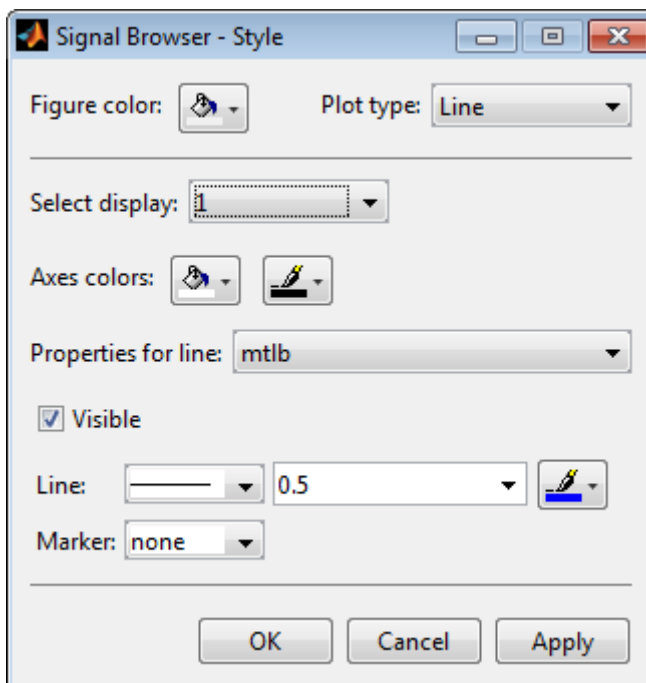 Signal Browser - Style
Figure color: Plot type: Line
Select display: 1
Axes colors:
Properties for line: mtlb
Visible
Line: 0.5
Marker: none
OK Cancel Apply